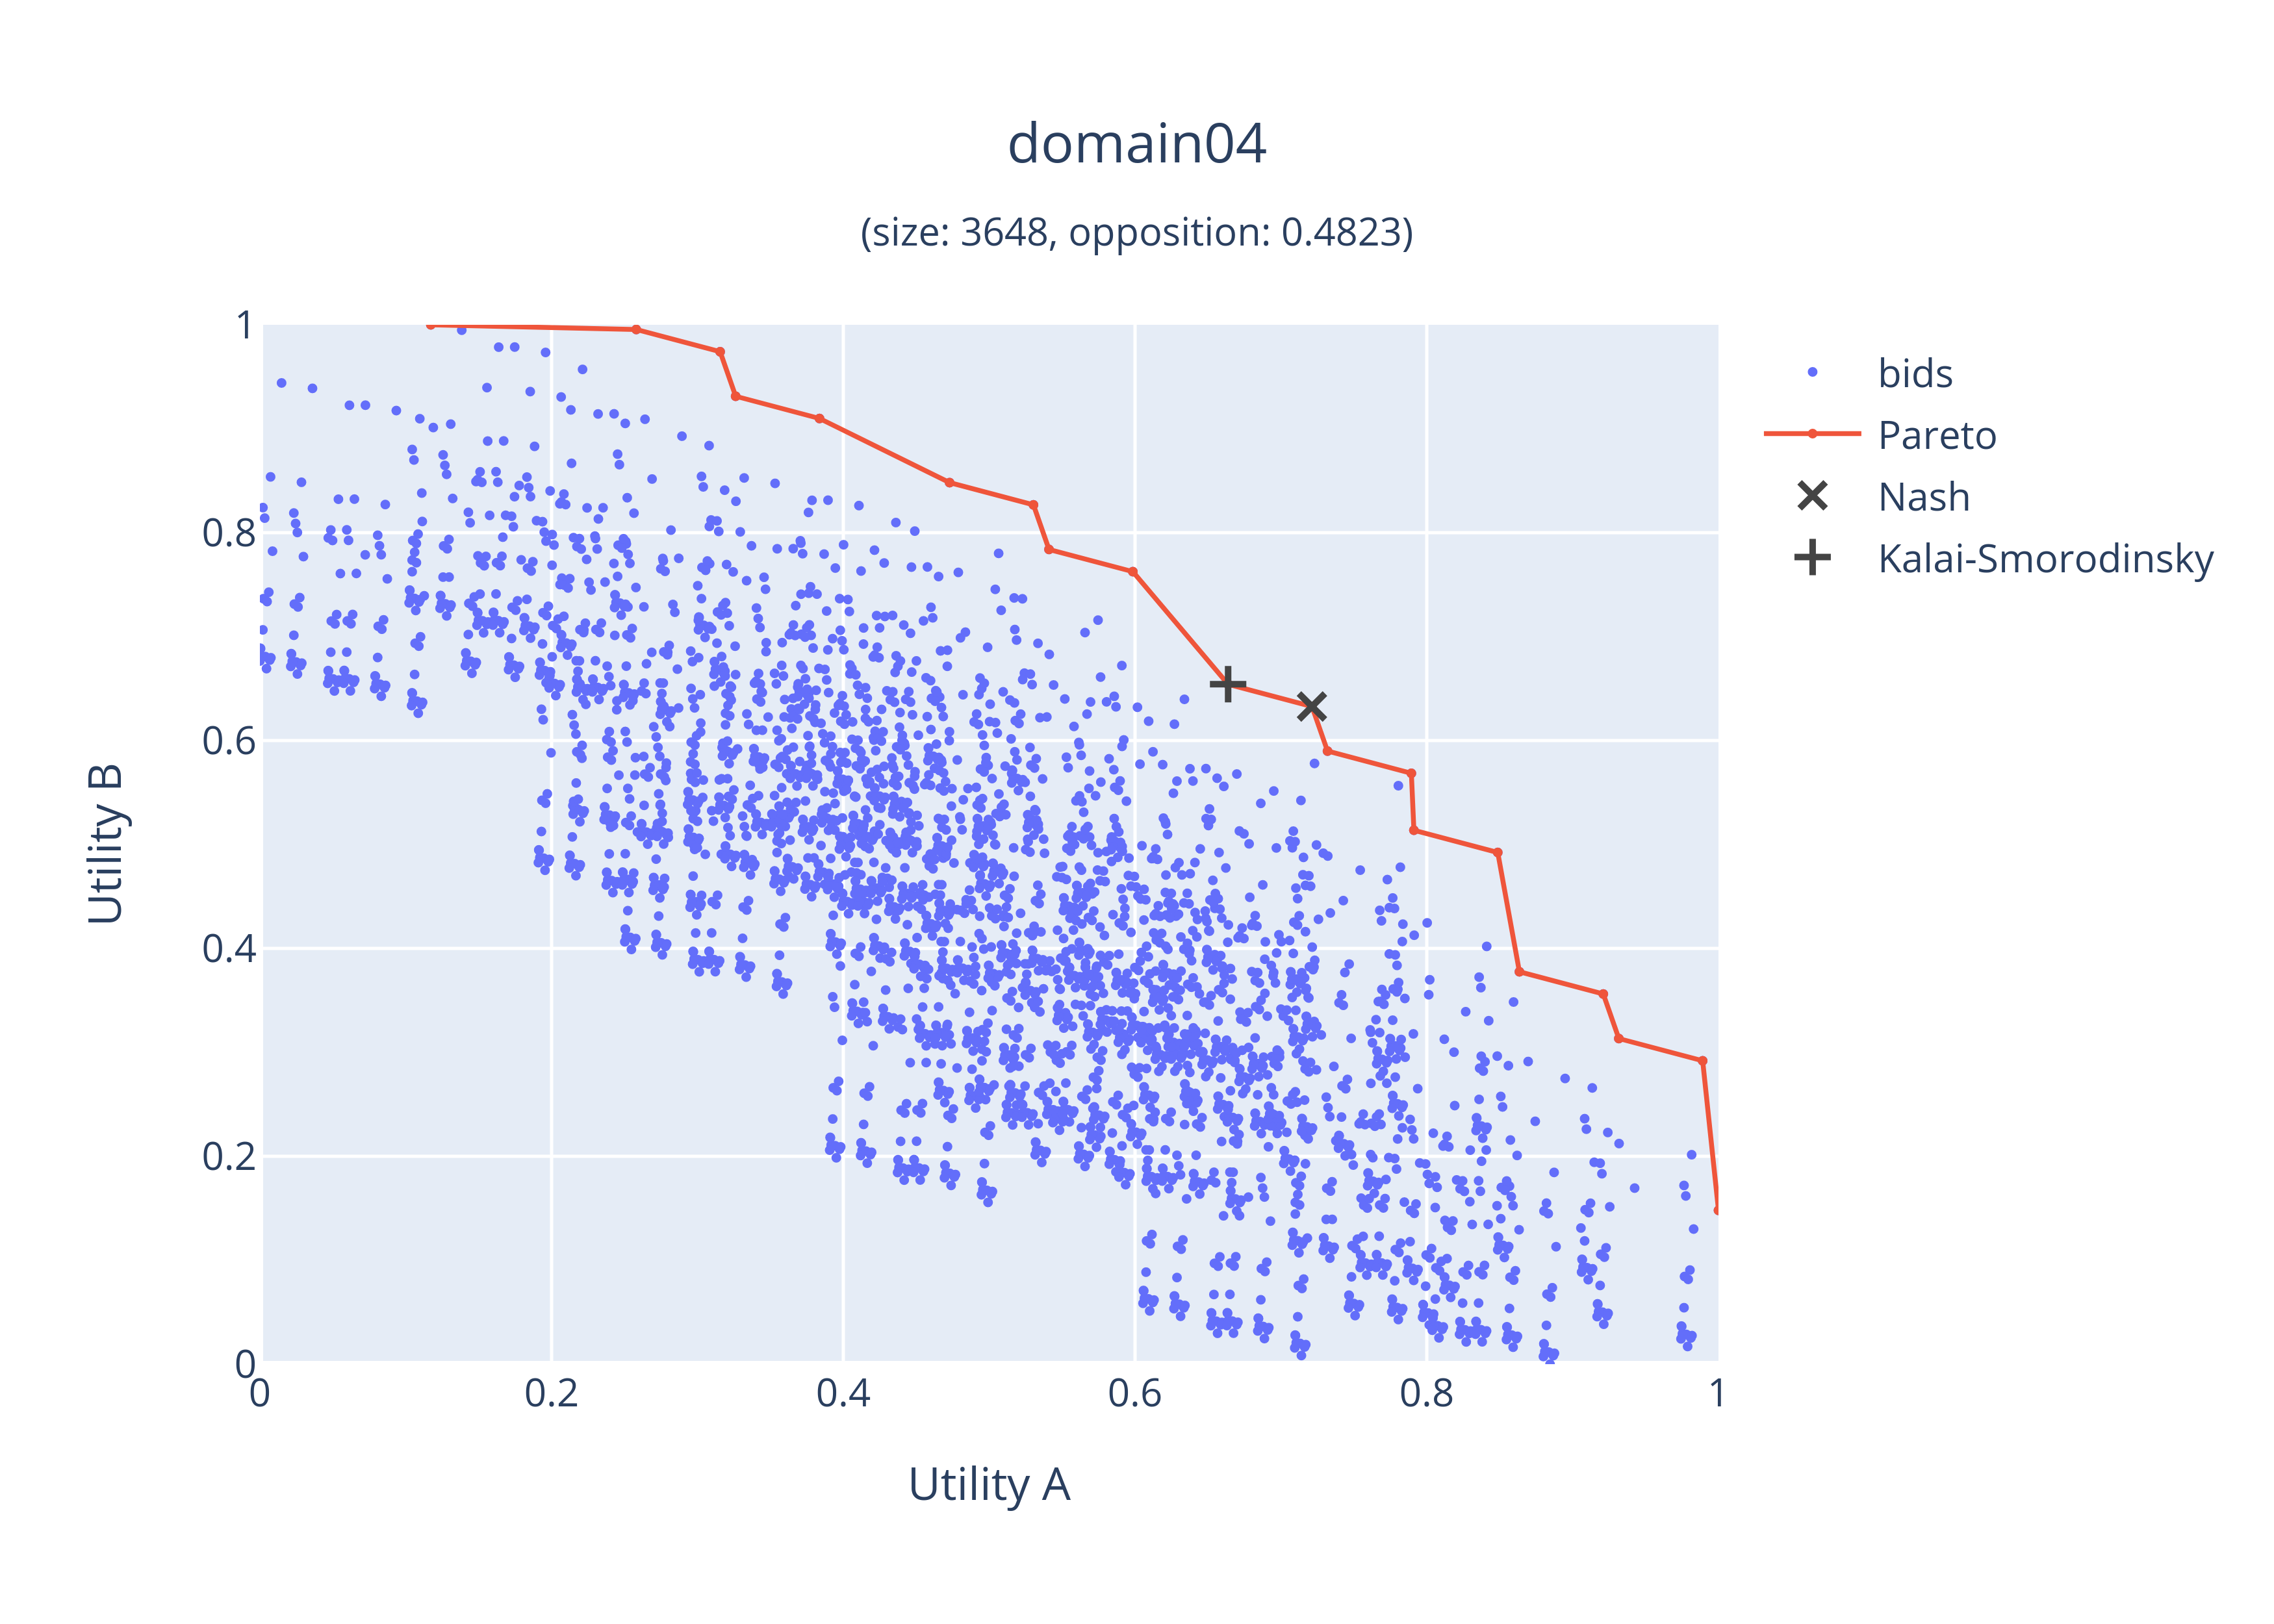 domain04
(size: 3648, opposition: 0.4823)
bids
Pareto
Nash
Kalai-Smorodinsky
1
0.8
0.6
0.4
0.2
0
0 0.2 0.4 0.6 0.8 1
Utility B
Utility A